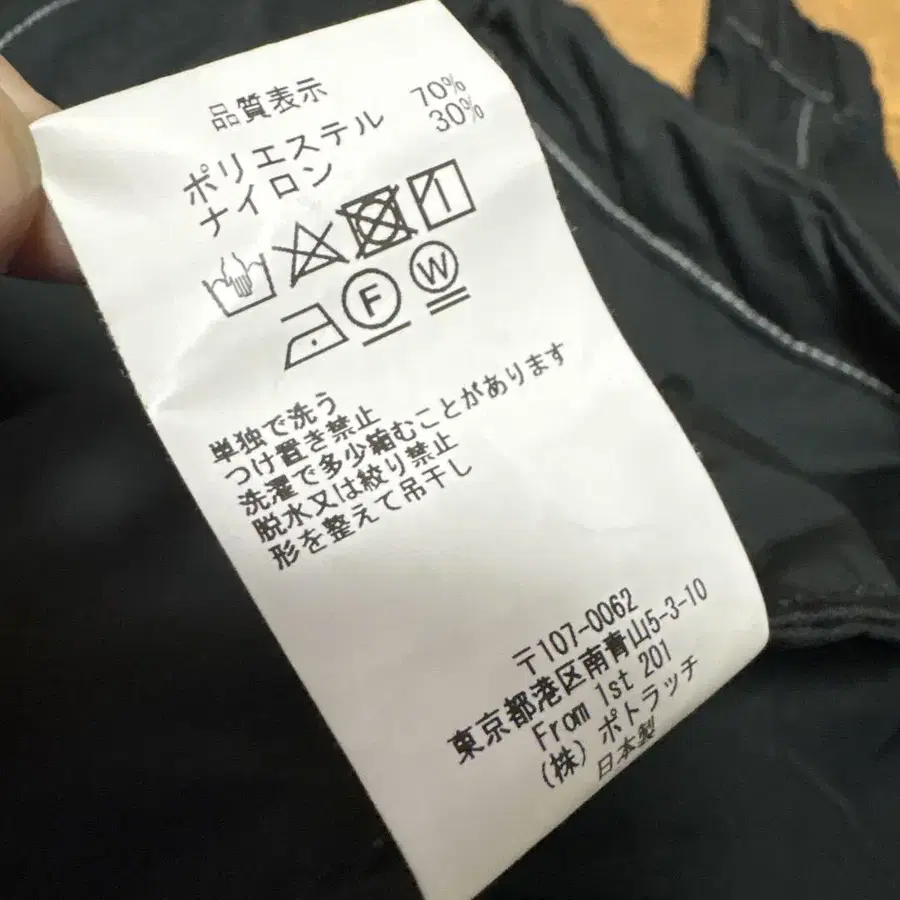 品質表示
ポリエステル 70%
ナイロン 30%
F W
単独で洗う
つけ置き禁止
洗濯で多少縮むことがあります
脱水又は絞り禁止
形を整えて吊干し
〒107-0062
東京都港区南青山5-3-10
From 1st 201
(株) ポトラッチ
日本製